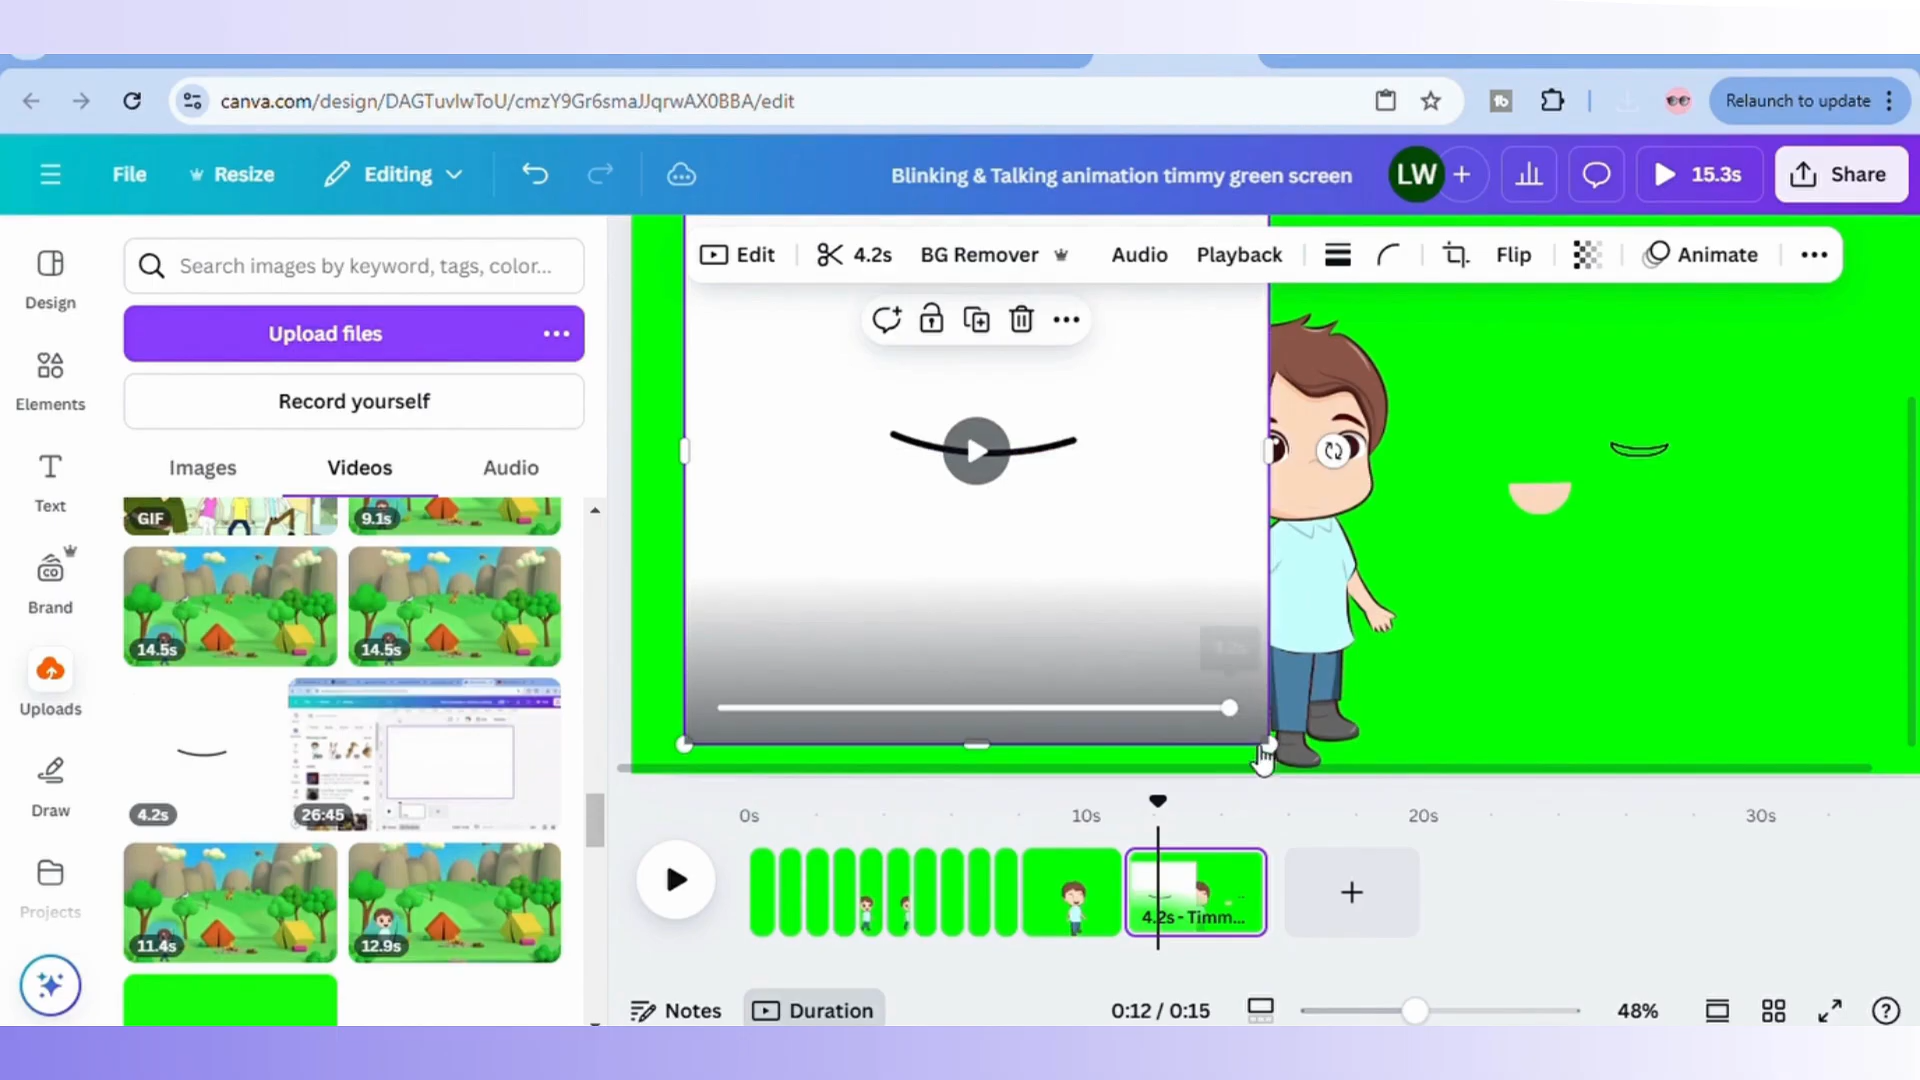 canva.com/design/DAGTuvlwToU/cmzY9Gr6smaJJqrwAX0BBA/edit
Relaunch to update
File
Resize
Editing
Blinking & Talking animation timmy green screen
LW
15.3s
Share
Design
Elements
Text
Brand
Uploads
Draw
Projects
Search images by keyword, tags, color...
Upload files
Record yourself
Images
Videos
Audio
GIF
9.1s
14.5s
14.5s
4.2s
26:45
11.4s
12.9s
Edit
4.2s
BG Remover
Audio
Playback
Flip
Animate
0s
10s
20s
30s
4.2s - Timm...
Notes
Duration
0:12 / 0:15
48%